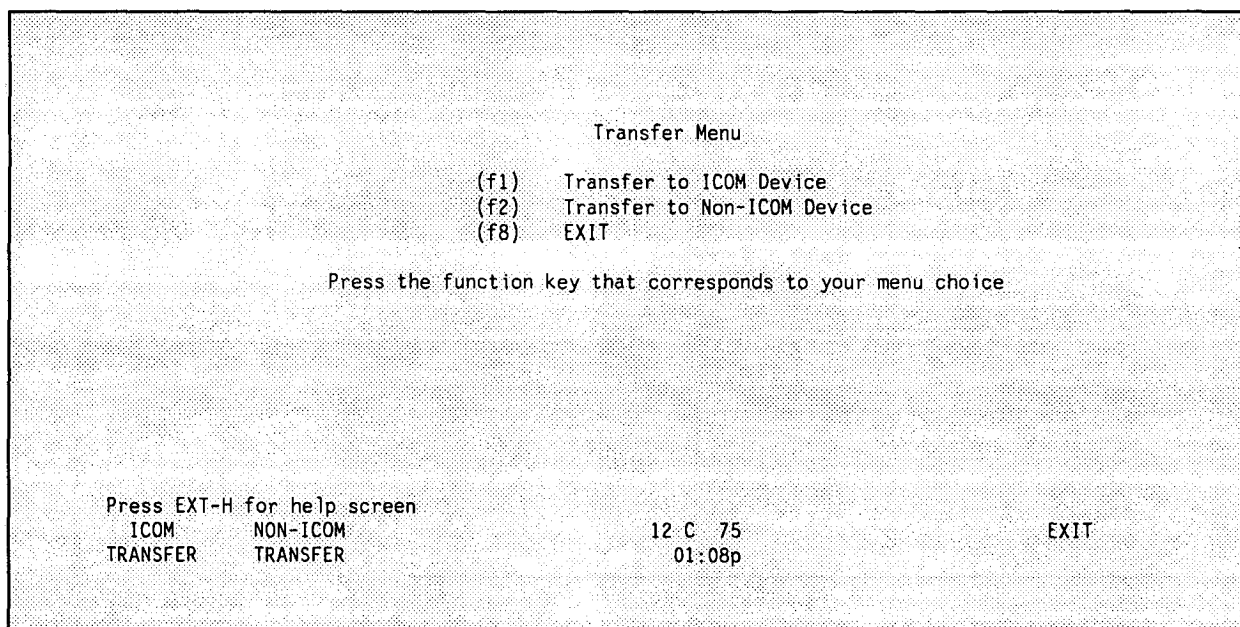 Transfer Menu
(f1) Transfer to ICOM Device
(f2) Transfer to Non-ICOM Device
(f8) EXIT
Press the function key that corresponds to your menu choice
Press EXT-H for help screen
ICOM NON-ICOM 12 C 75 EXIT
TRANSFER TRANSFER 01:08p